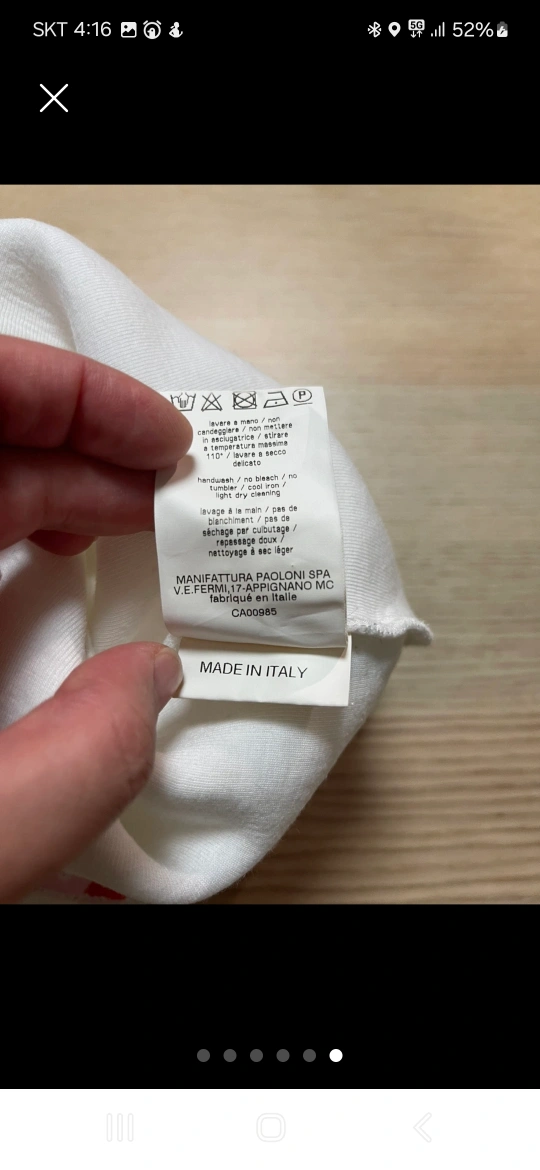 SKT 4:16
5G
52%
P
lavare a mano / non
candeggiare / non mettere
in asciugatrice / stirare
a temperatura massima
110° / lavare a secco
delicato
handwash / no bleach / no
tumbler / cool iron /
light dry cleaning
lavage à la main / pas de
blanchiment / pas de
séchage par culbutage /
repassage doux /
nettoyage à sec léger
MANIFATTURA PAOLONI SPA
V.E.FERMI,17-APPIGNANO MC
fabriqué en Italie
CA00985
MADE IN ITALY